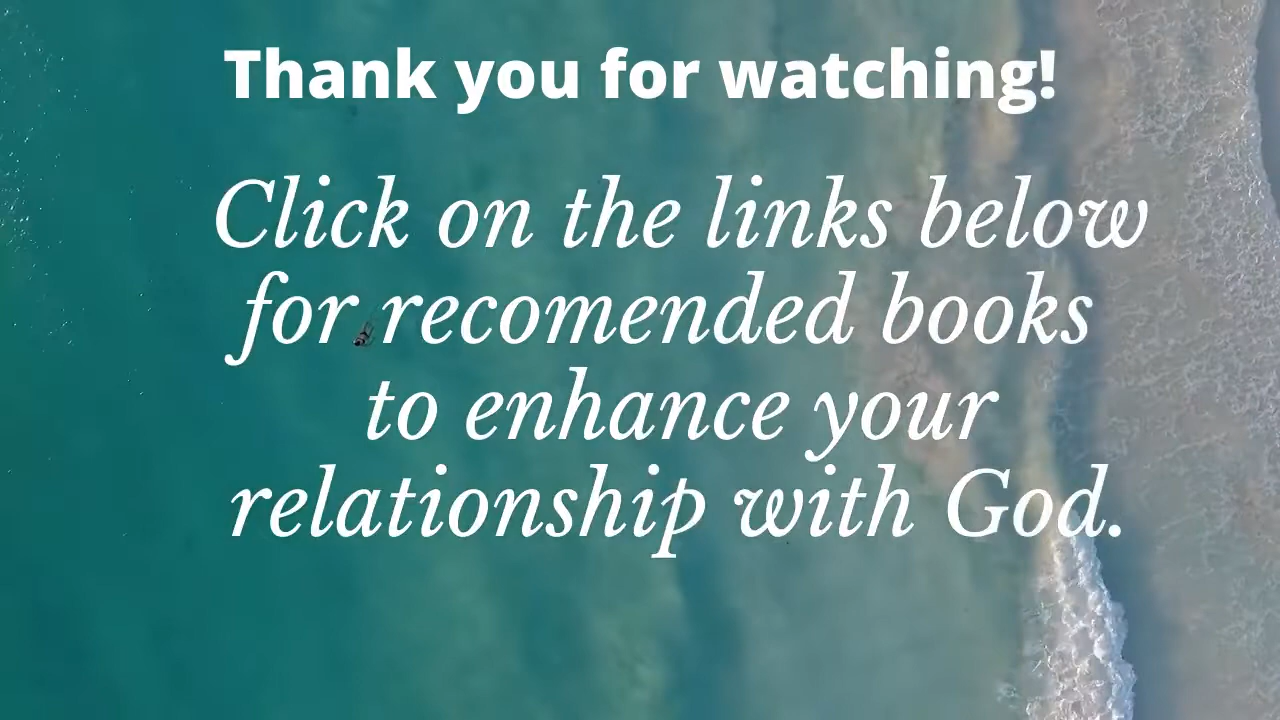 Thank you for watching!
Click on the links below
for recomended books
to enhance your
relationship with God.